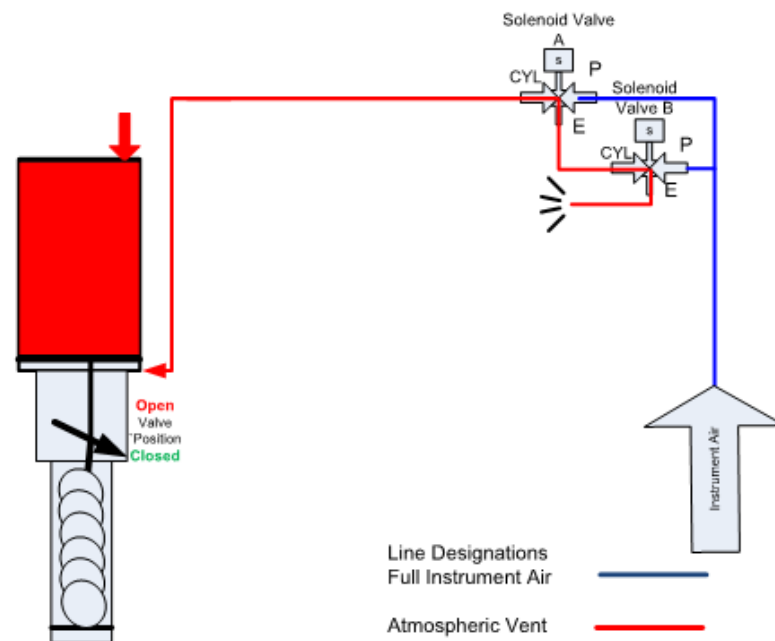 Solenoid Valve
A
S
CYL
P
E
Solenoid
Valve B
S
CYL
P
E
Open
Valve
Position
Closed
Instrument Air
Line Designations
Full Instrument Air
Atmospheric Vent